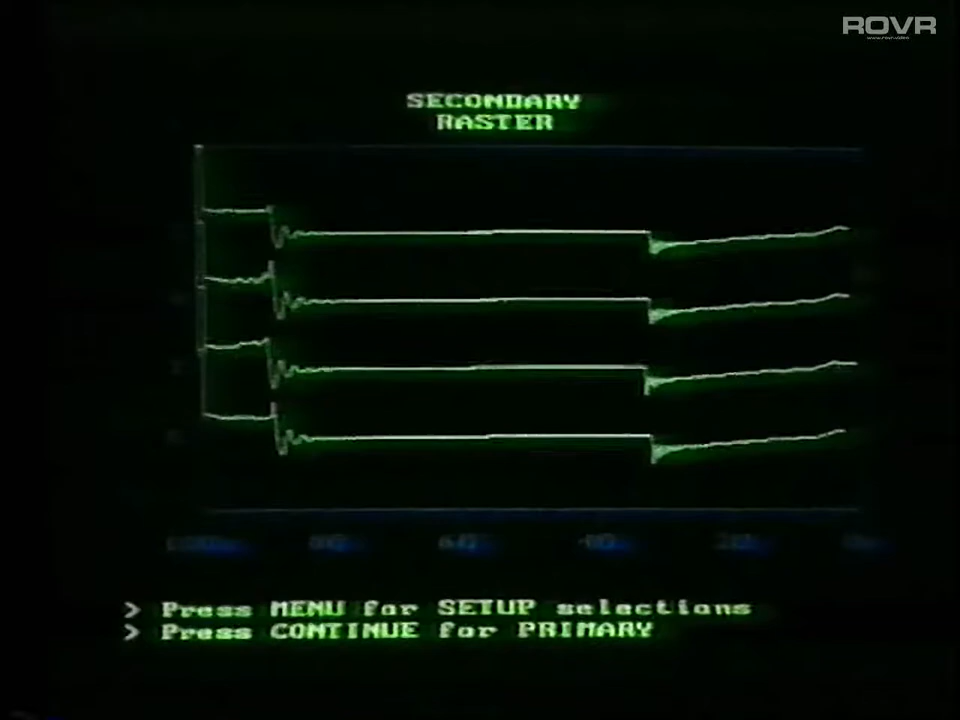 ROVR
SECONDARY
RASTER
> Press MENU for SETUP selections
> Press CONTINUE for PRIMARY